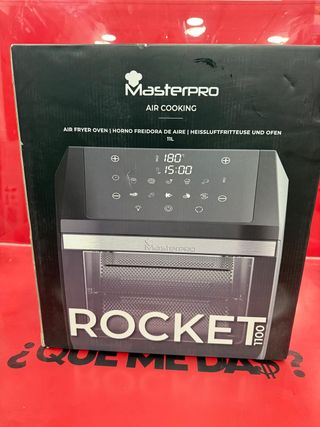 MASTERPRO
AIR COOKING
AIR FRYER OVEN | HORNO FREIDORA DE AIRE | HEISSLUFTFRITTEUSE UND OFEN
11L
180°
15:00
MASTERPRO
ROCKET
1100
¿QUE ME DA$?